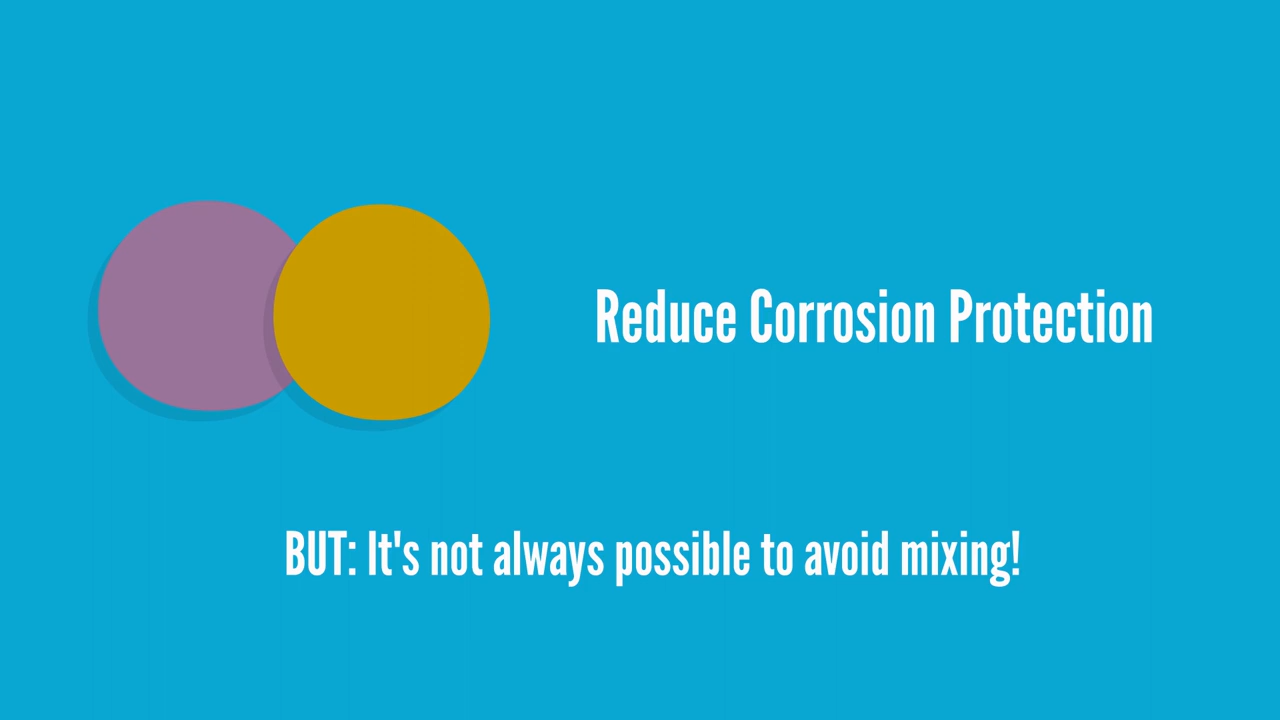 Reduce Corrosion Protection
BUT: It's not always possible to avoid mixing!